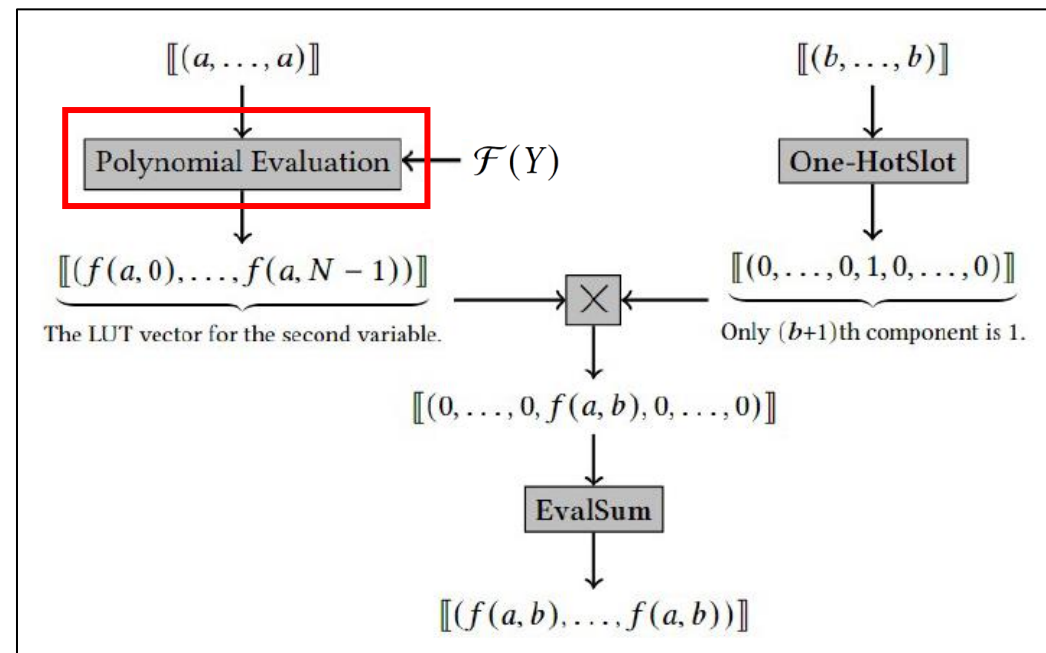 ⟦(a, . . . , a)⟧
⟦(b, . . . , b)⟧
Polynomial Evaluation
ℱ(Y)
One-HotSlot
⟦(f(a, 0), . . . , f(a, N − 1))⟧
⟦(0, . . . , 0, 1, 0, . . . , 0)⟧
The LUT vector for the second variable.
×
Only (b+1)th component is 1.
⟦(0, . . . , 0, f(a, b), 0, . . . , 0)⟧
EvalSum
⟦(f(a, b), . . . , f(a, b))⟧